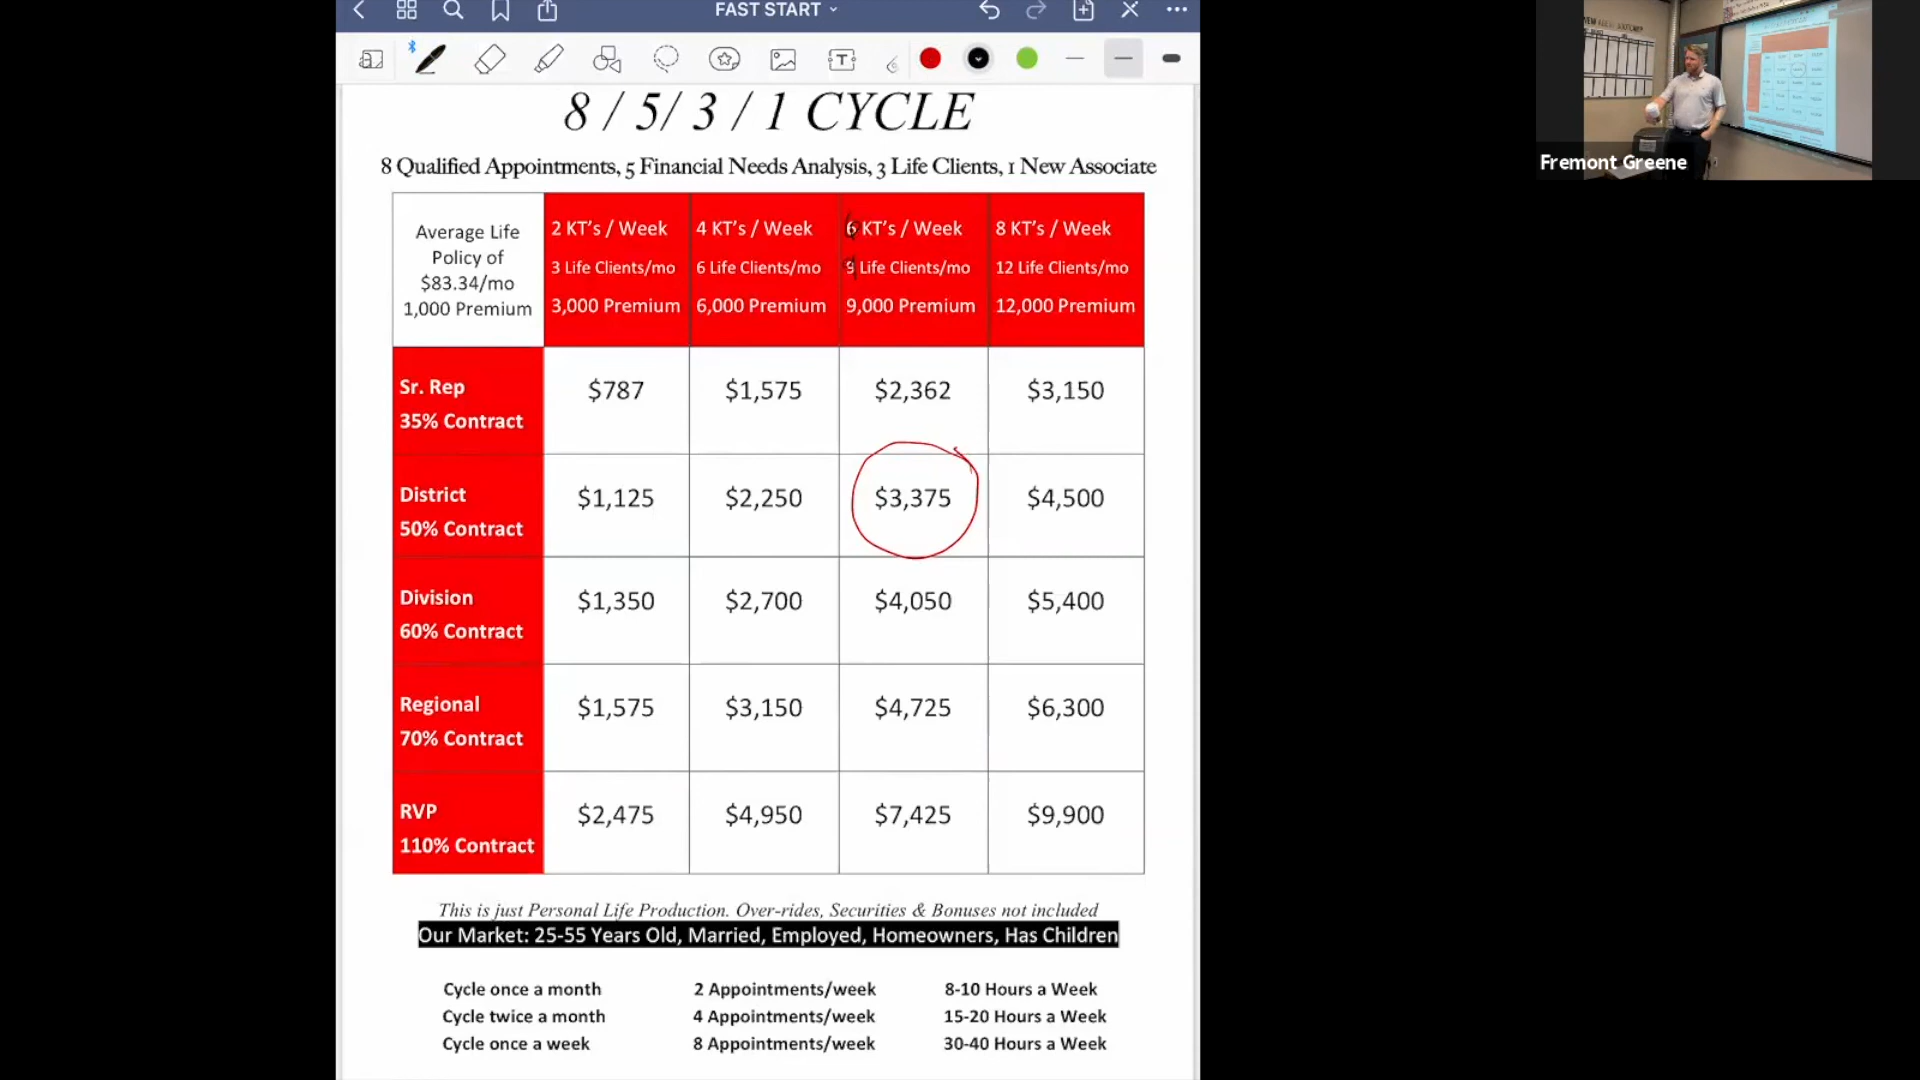 FAST START
T
8 / 5/ 3 / 1 CYCLE
8 Qualified Appointments, 5 Financial Needs Analysis, 3 Life Clients, 1 New Associate
Average Life
Policy of
$83.34/mo
1,000 Premium
2 KT's / Week
3 Life Clients/mo
3,000 Premium
4 KT's / Week
6 Life Clients/mo
6,000 Premium
6 KT's / Week
9 Life Clients/mo
9,000 Premium
8 KT's / Week
12 Life Clients/mo
12,000 Premium
Sr. Rep
35% Contract
$787 $1,575 $2,362 $3,150
District
50% Contract
$1,125 $2,250 $3,375 $4,500
Division
60% Contract
$1,350 $2,700 $4,050 $5,400
Regional
70% Contract
$1,575 $3,150 $4,725 $6,300
RVP
110% Contract
$2,475 $4,950 $7,425 $9,900
This is just Personal Life Production. Over-rides, Securities & Bonuses not included
Our Market: 25-55 Years Old, Married, Employed, Homeowners, Has Children
Cycle once a month 2 Appointments/week 8-10 Hours a Week
Cycle twice a month 4 Appointments/week 15-20 Hours a Week
Cycle once a week 8 Appointments/week 30-40 Hours a Week
Fremont Greene